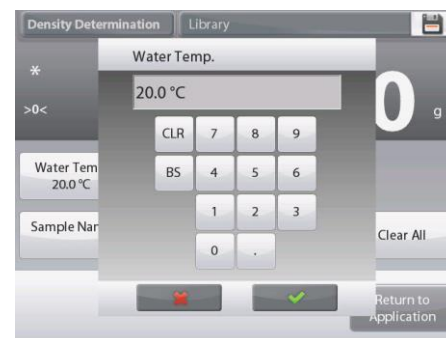 Density Determination
Library
Water Temp.
*
20.0 °C
0
g
>0<
CLR 7 8 9
Water Tem
20.0 °C
BS 4 5 6
Sample Nar
1 2 3
Clear All
0 .
Return to
Application